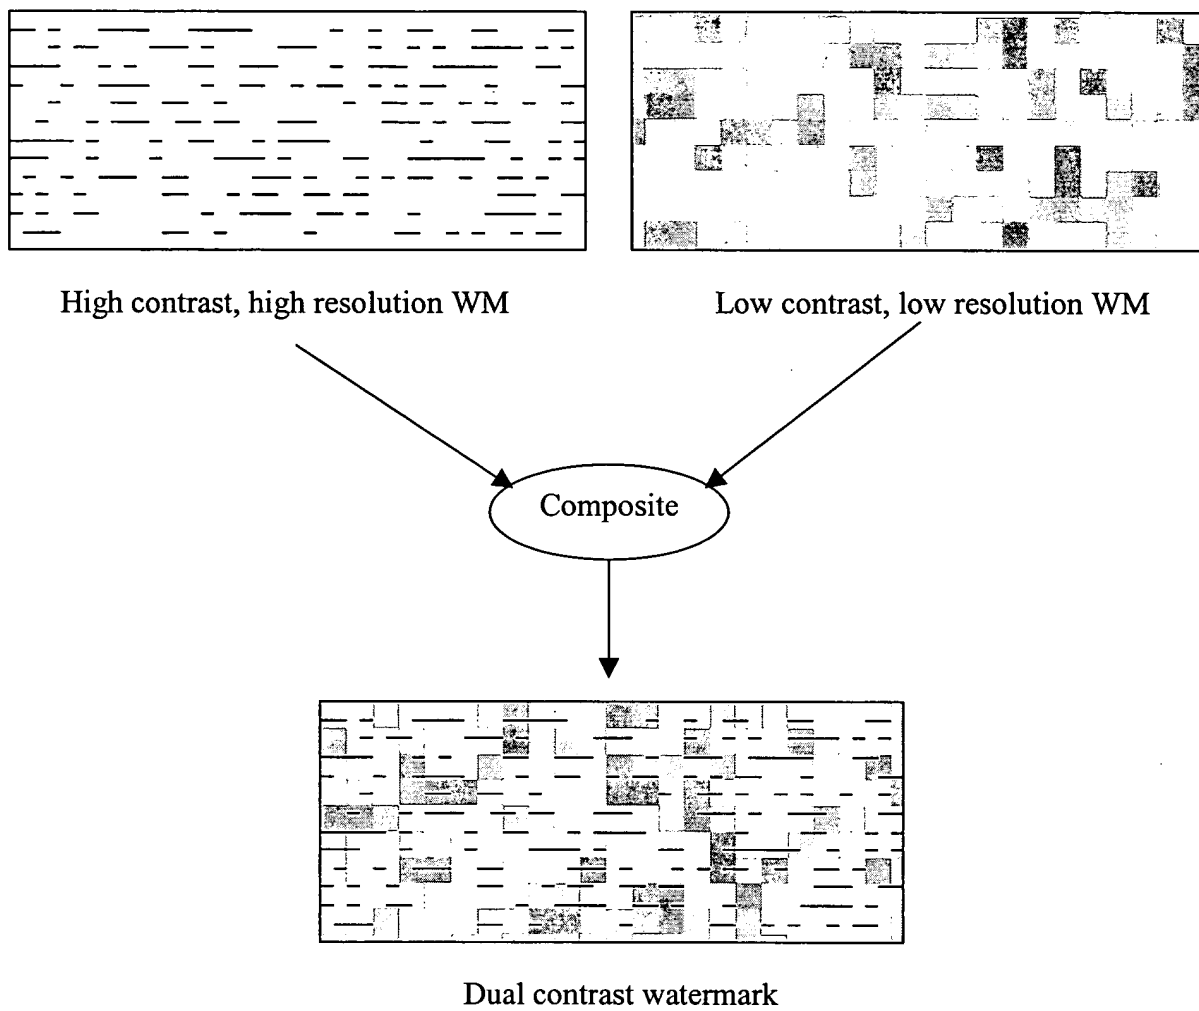 High contrast, high resolution WM
Low contrast, low resolution WM
Composite
Dual contrast watermark